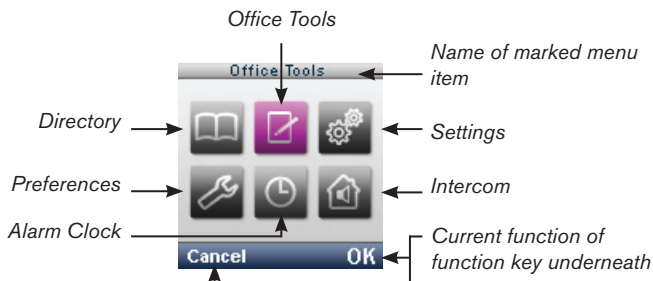 Office Tools
Office Tools
Name of marked menu
item
Directory
Settings
Preferences
Intercom
Alarm Clock
Cancel
OK
Current function of
function key underneath